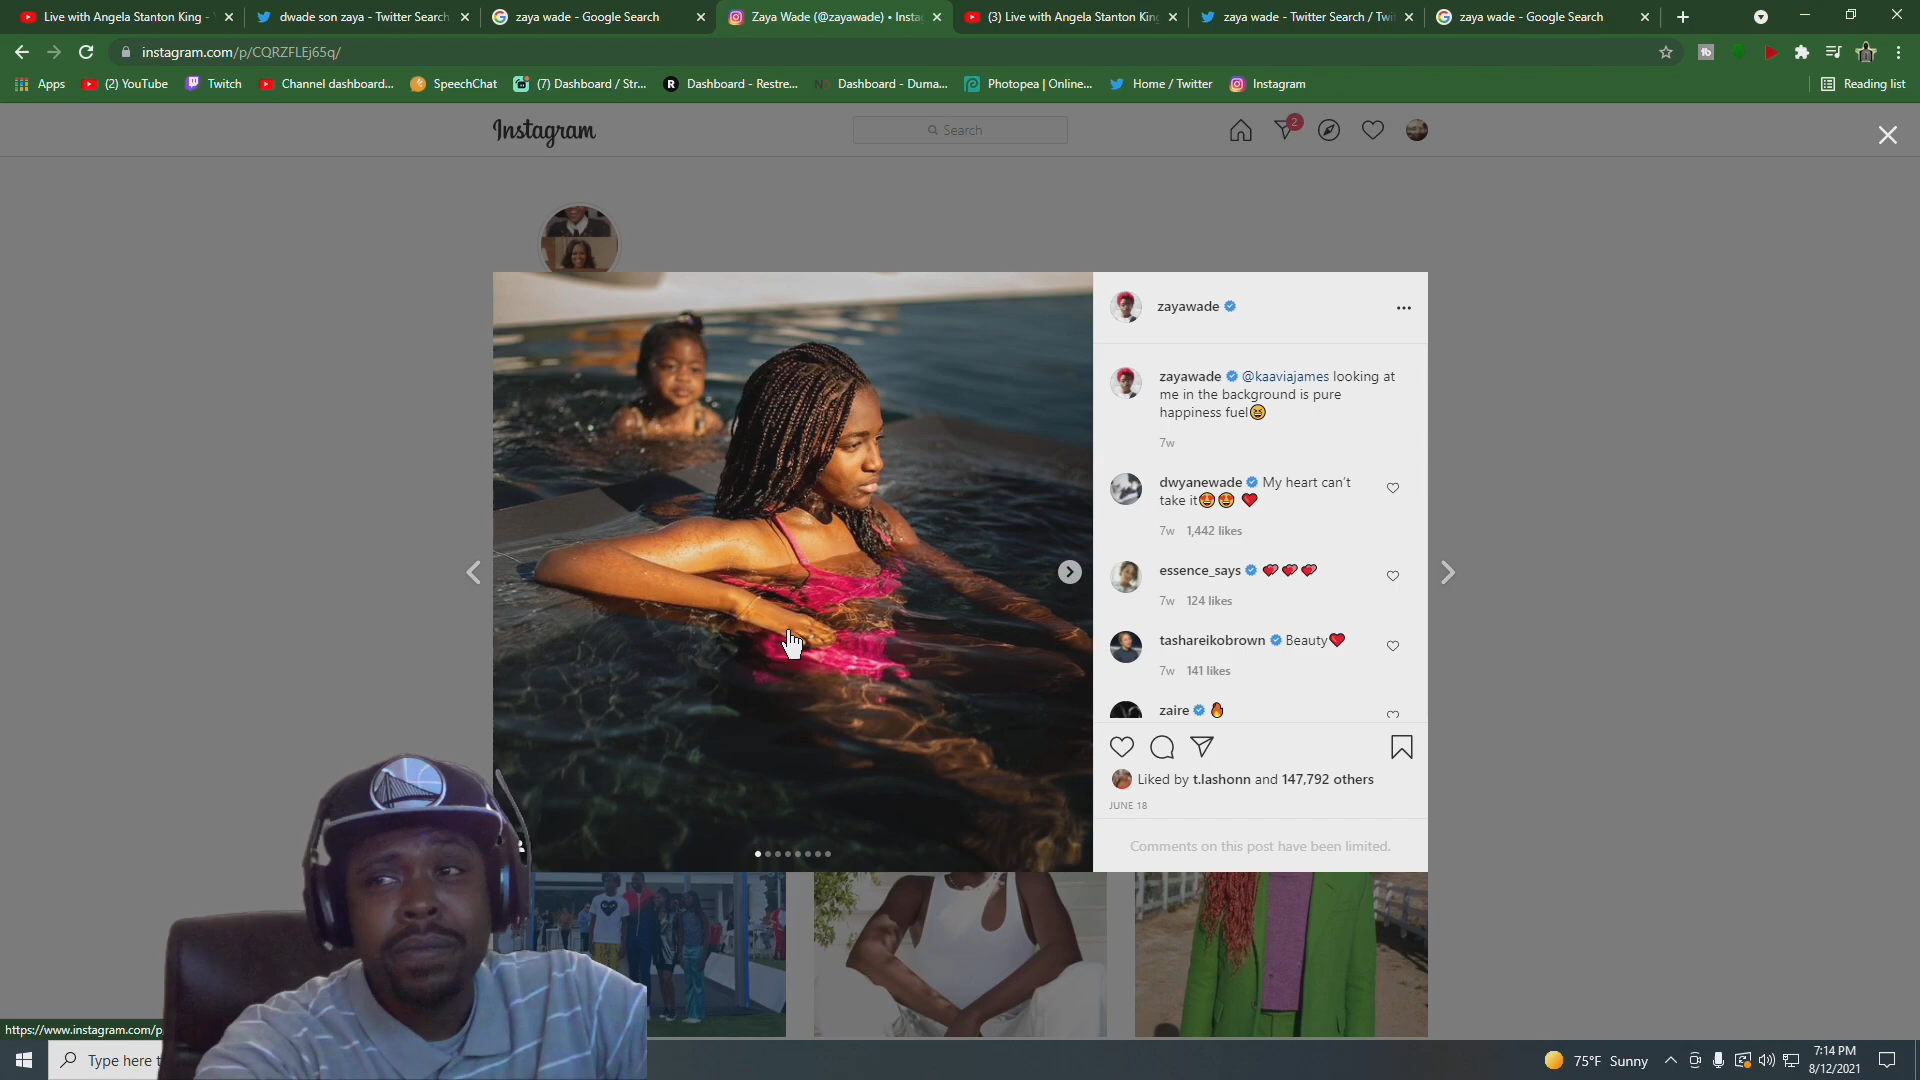 Live with Angela Stanton King -
dwade son zaya - Twitter Search
zaya wade - Google Search
Zaya Wade (@zayawade) • Insta
(3) Live with Angela Stanton King
zaya wade - Twitter Search / Twi
zaya wade - Google Search
instagram.com/p/CQRZFLEj65q/
Apps
(2) YouTube
Twitch
Channel dashboard...
SpeechChat
(7) Dashboard / Str...
Dashboard - Restre...
Dashboard - Duma...
Photopea | Online...
Home / Twitter
Instagram
Reading list
Instagram
Search
2
zayawade
zayawade @kaaviajames looking at
me in the background is pure
happiness fuel😆
7w
dwyanewade My heart can't
take it😍😍 ❤️
7w 1,442 likes
essence_says 💕💕💕
7w 124 likes
tashareikobrown Beauty❤️
7w 141 likes
zaire 🔥
Liked by t.lashonn and 147,792 others
JUNE 18
Comments on this post have been limited.
https://www.instagram.com/p
Type here t
75°F Sunny
7:14 PM
8/12/2021